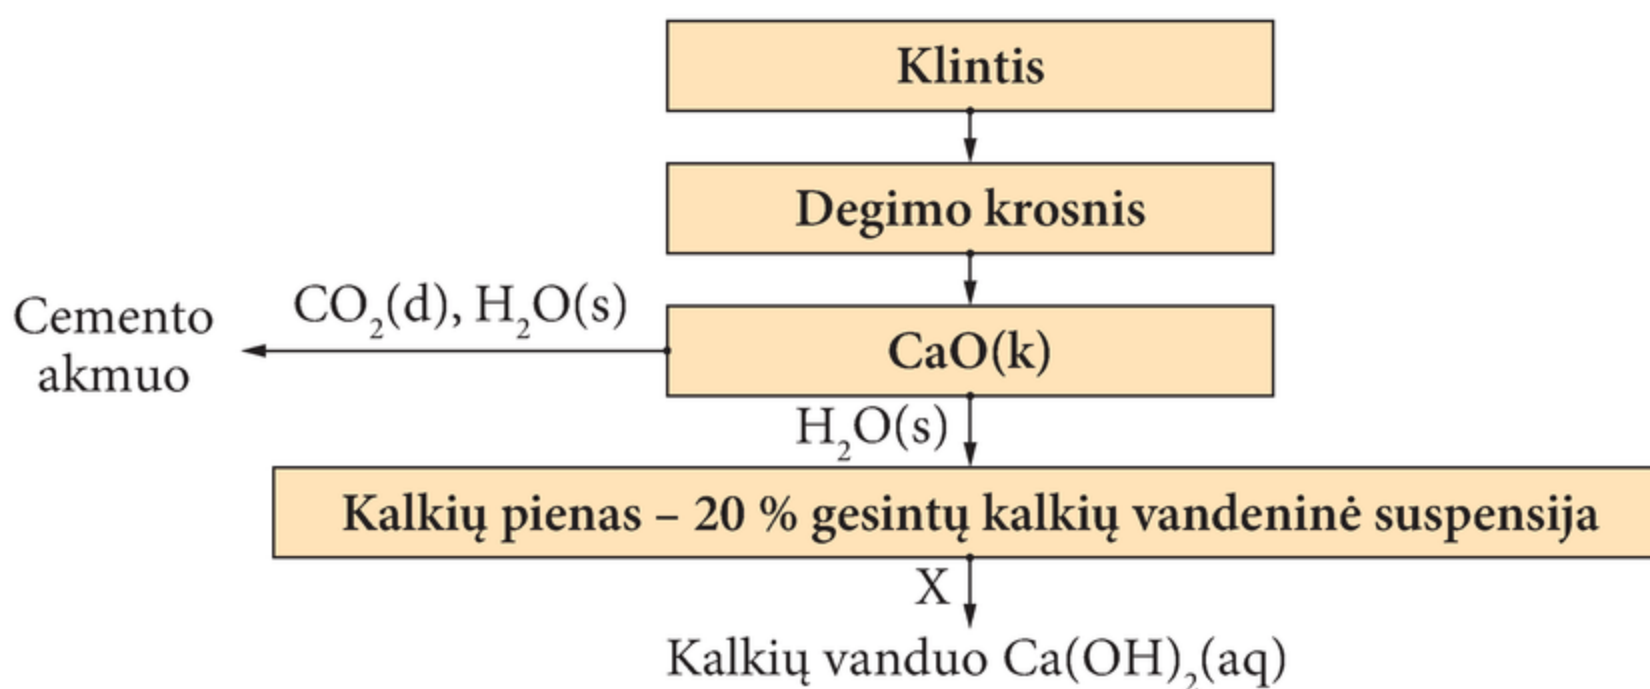 Klintis
Degimo krosnis
Cemento
akmuo
CO₂(d), H₂O(s)
CaO(k)
H₂O(s)
Kalkių pienas – 20 % gesintų kalkių vandeninė suspensija
X
Kalkių vanduo Ca(OH)₂(aq)